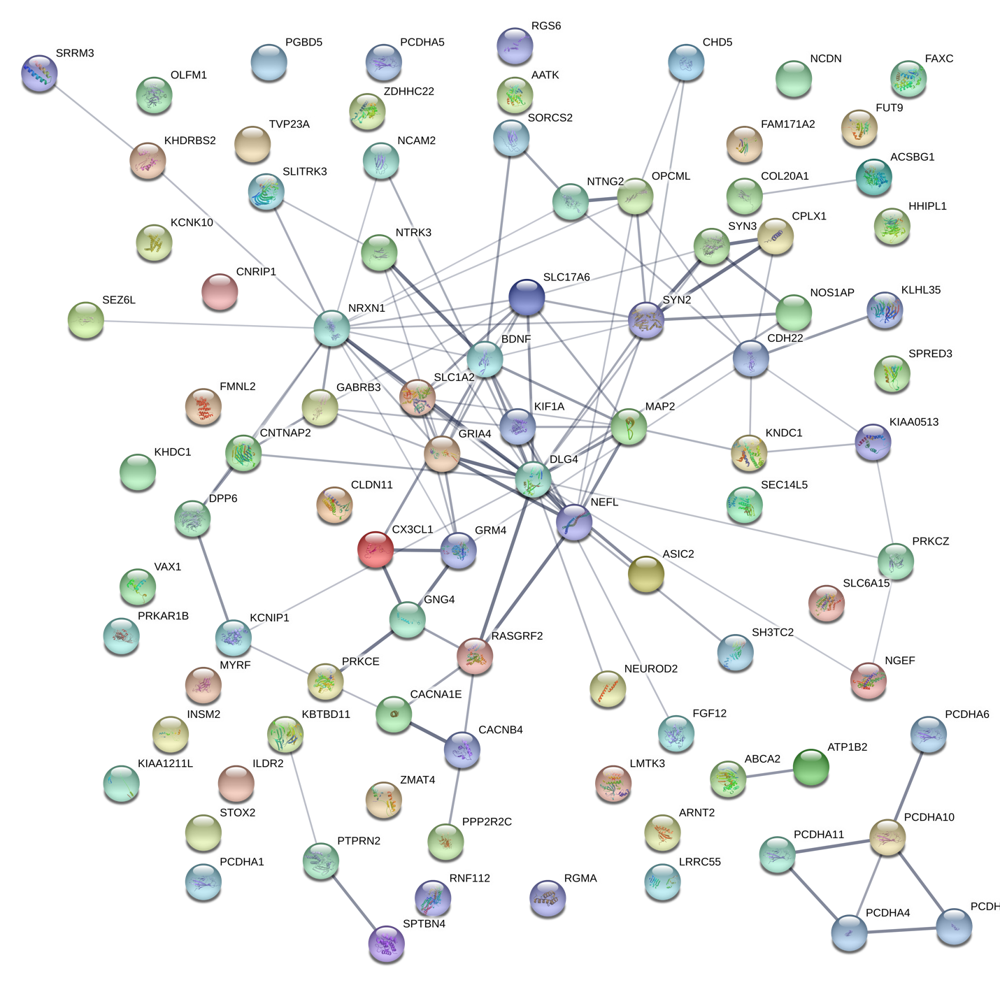 RGS6
PGBD5
PCDHA5
CHD5
SRRM3
NCDN
FAXC
OLFM1
AATK
ZDHHC22
FUT9
SORCS2
TVP23A
FAM171A2
KHDRBS2
NCAM2
ACSBG1
SLITRK3
OPCML
COL20A1
NTNG2
HHIPL1
CPLX1
KCNK10
SYN3
NTRK3
CNRIP1
SLC17A6
NOS1AP
KLHL35
SEZ6L
SYN2
NRXN1
BDNF
CDH22
SPRED3
SLC1A2
FMNL2
GABRB3
KIF1A
MAP2
KIAA0513
CNTNAP2
GRIA4
KNDC1
KHDC1
DLG4
CLDN11
SEC14L5
DPP6
NEFL
CX3CL1
GRM4
PRKCZ
ASIC2
VAX1
SLC6A15
GNG4
PRKAR1B
KCNIP1
SH3TC2
RASGRF2
MYRF
PRKCE
NGEF
NEUROD2
CACNA1E
INSM2
KBTBD11
FGF12
PCDHA6
CACNB4
ATP1B2
KIAA1211L
ILDR2
LMTK3
ABCA2
ZMAT4
STOX2
ARNT2
PCDHA10
PPP2R2C
PTPRN2
PCDHA11
PCDHA1
LRRC55
RNF112
RGMA
PCDH
PCDHA4
SPTBN4